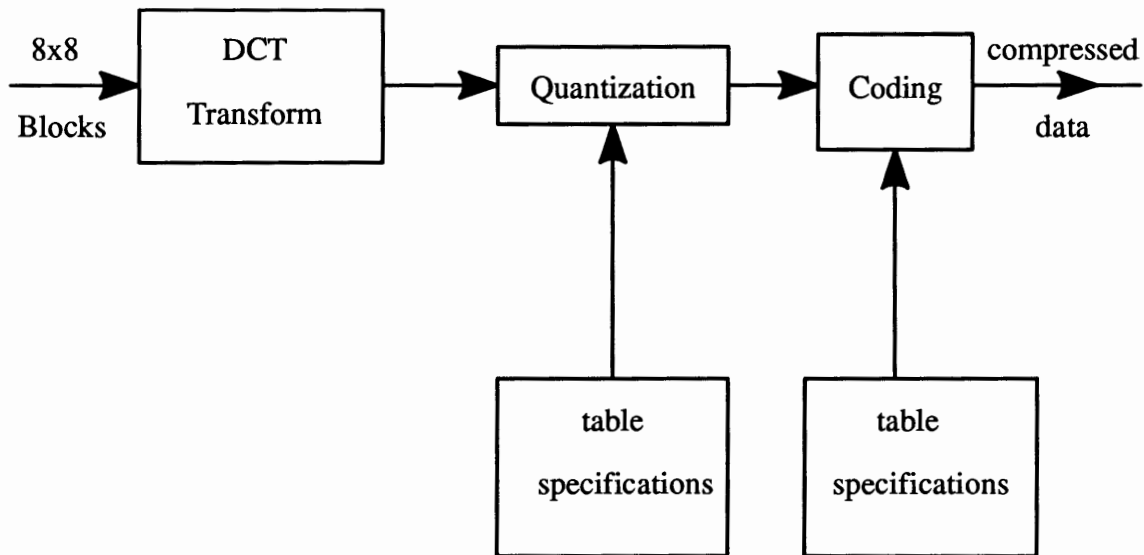 8x8
Blocks
DCT
Transform
Quantization
Coding
compressed
data
table
specifications
table
specifications